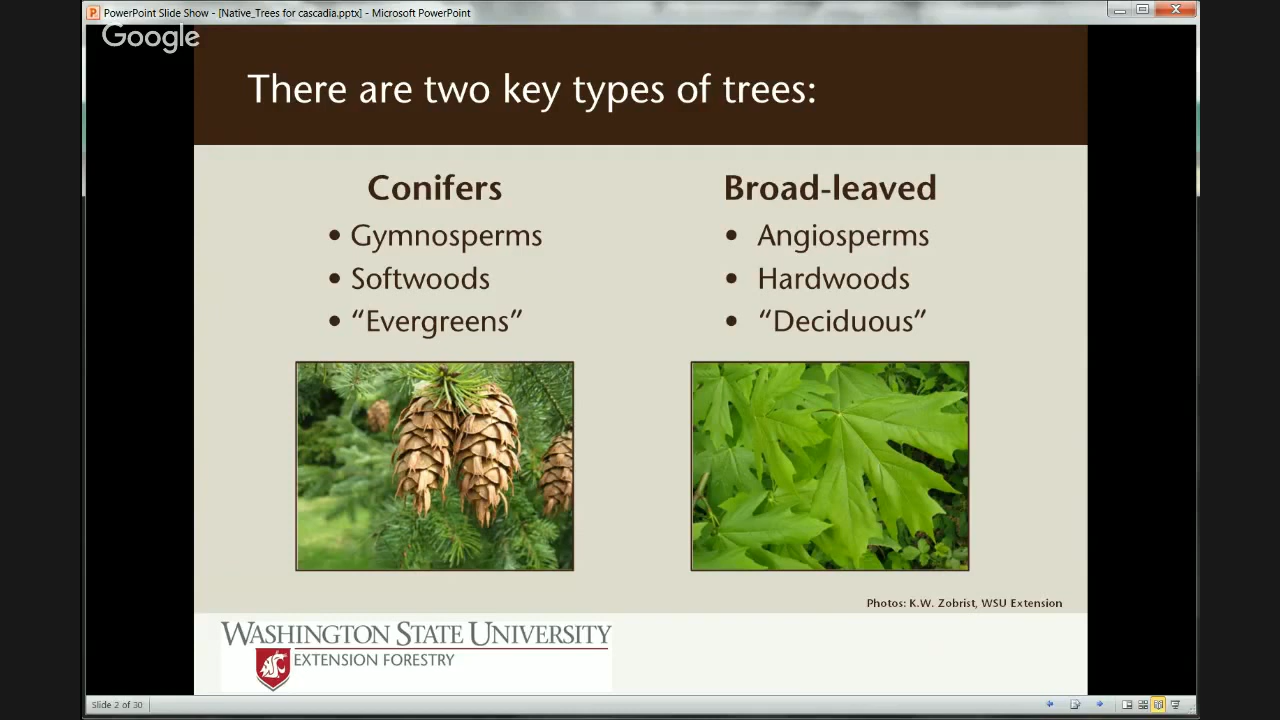 PowerPoint Slide Show - [Native_Trees for cascadia.pptx] - Microsoft PowerPoint
Google
There are two key types of trees:
Conifers
• Gymnosperms
• Softwoods
• “Evergreens”
Broad-leaved
• Angiosperms
• Hardwoods
• “Deciduous”
Photos: K.W. Zobrist, WSU Extension
WASHINGTON STATE UNIVERSITY
EXTENSION FORESTRY
Slide 2 of 30